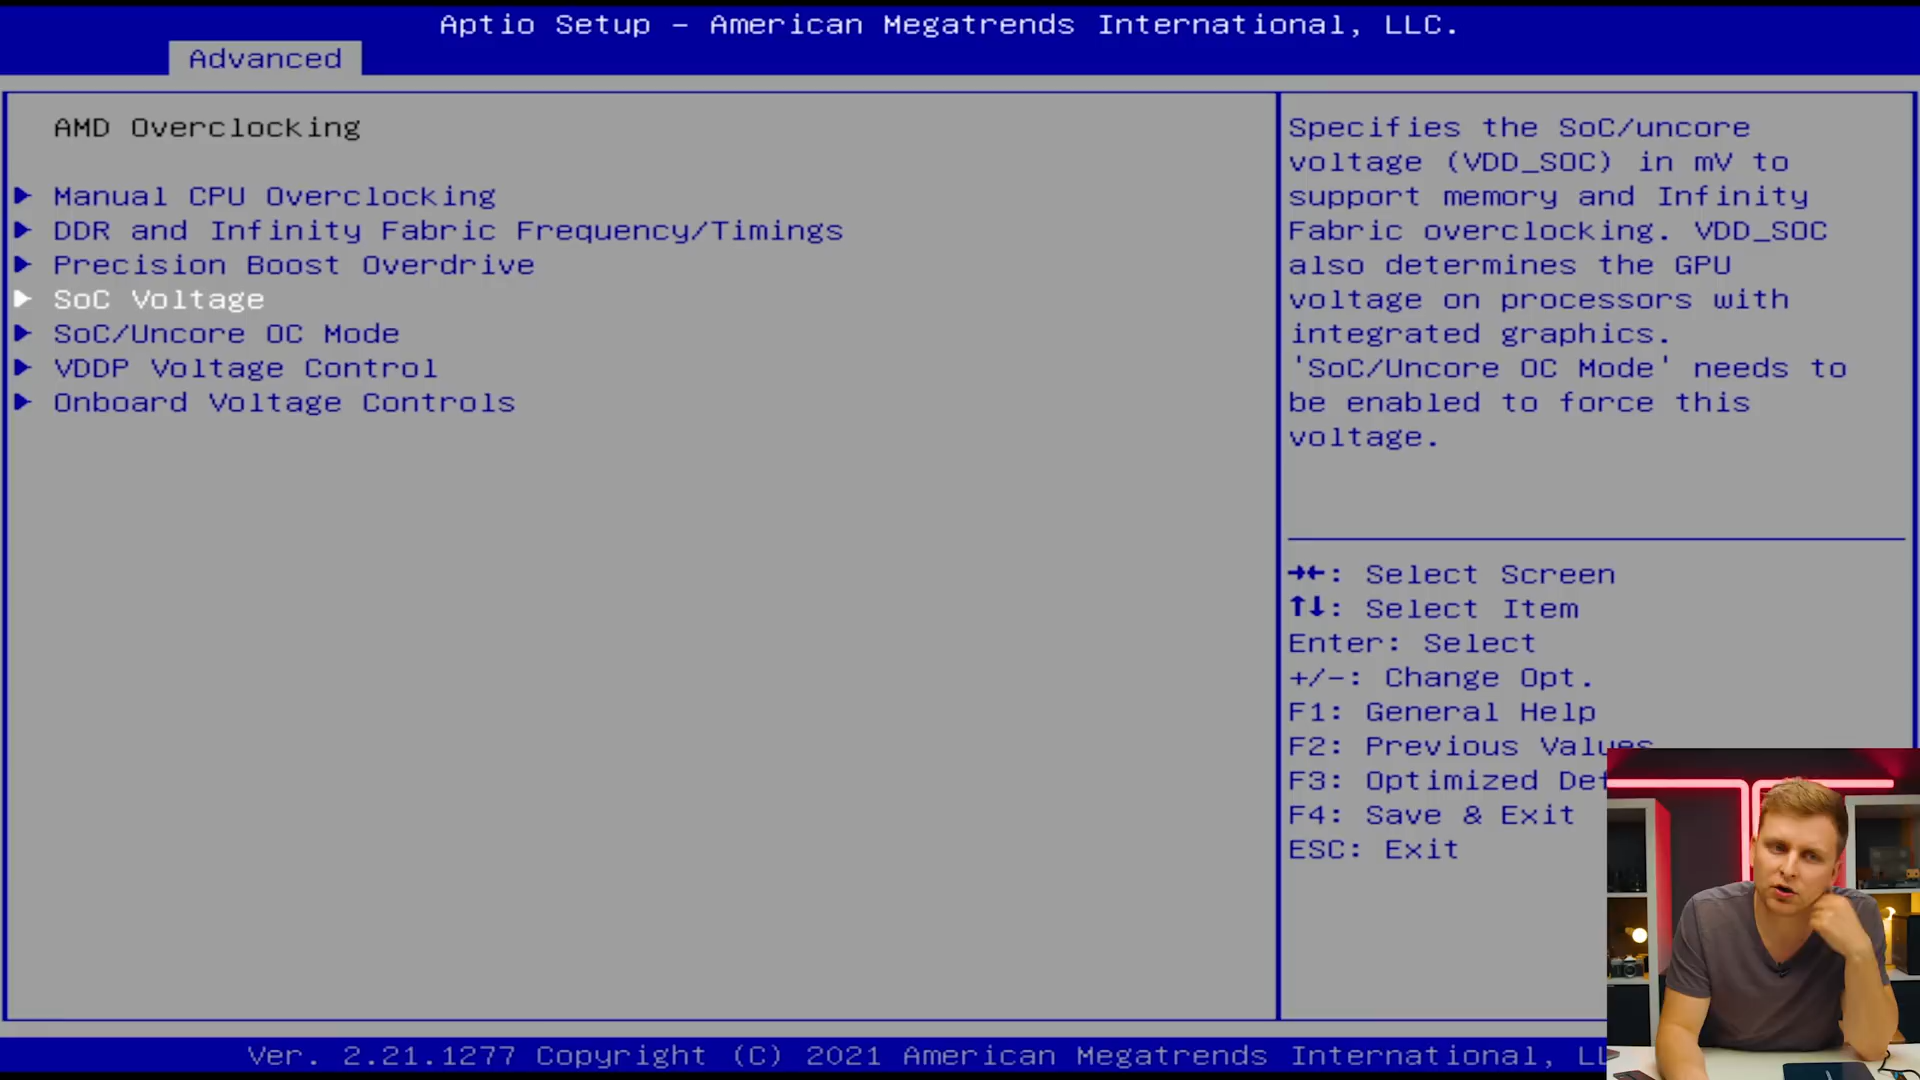 Aptio Setup – American Megatrends International, LLC.
Advanced
AMD Overclocking
Manual CPU Overclocking
DDR and Infinity Fabric Frequency/Timings
Precision Boost Overdrive
SoC Voltage
SoC/Uncore OC Mode
VDDP Voltage Control
Onboard Voltage Controls
Specifies the SoC/uncore
voltage (VDD_SOC) in mV to
support memory and Infinity
Fabric overclocking. VDD_SOC
also determines the GPU
voltage on processors with
integrated graphics.
'SoC/Uncore OC Mode' needs to
be enabled to force this
voltage.
→←: Select Screen
↑↓: Select Item
Enter: Select
+/-: Change Opt.
F1: General Help
F2: Previous Values
F3: Optimized
F4: Save & Exit
ESC: Exit
Ver. 2.21.1277 Copyright (C) 2021 American Megatrends International,